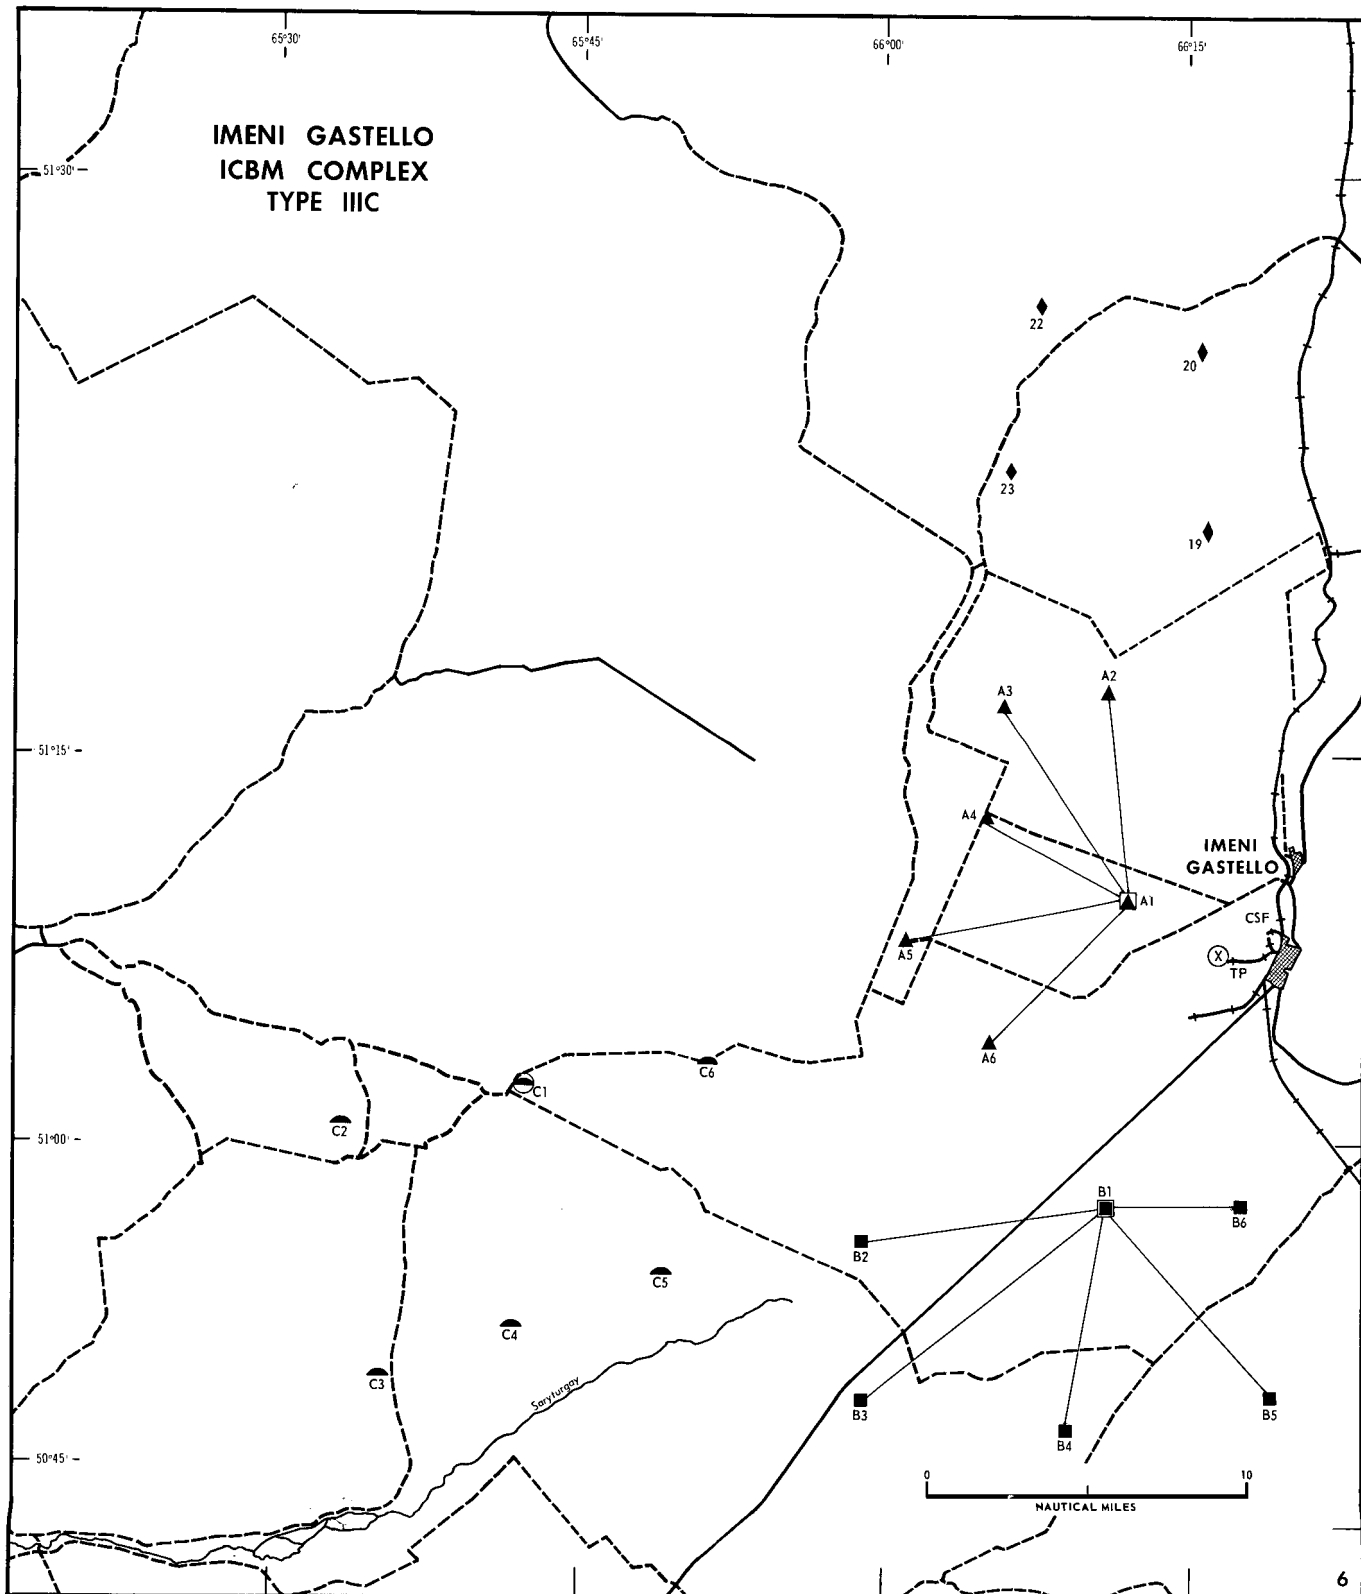 65°30'
65°45'
66°00'
66°15'
IMENI GASTELLO
ICBM COMPLEX
TYPE IIIC
51°30'
22
20
23
19
A2
A3
51°15'
A4
IMENI
GASTELLO
A1
CSF
A5
X
TP
A6
C6
C1
C2
51°00'
B1
B6
B2
C5
C4
C3
Saryturgay
B3
B5
B4
50°45'
0 10
NAUTICAL MILES
6